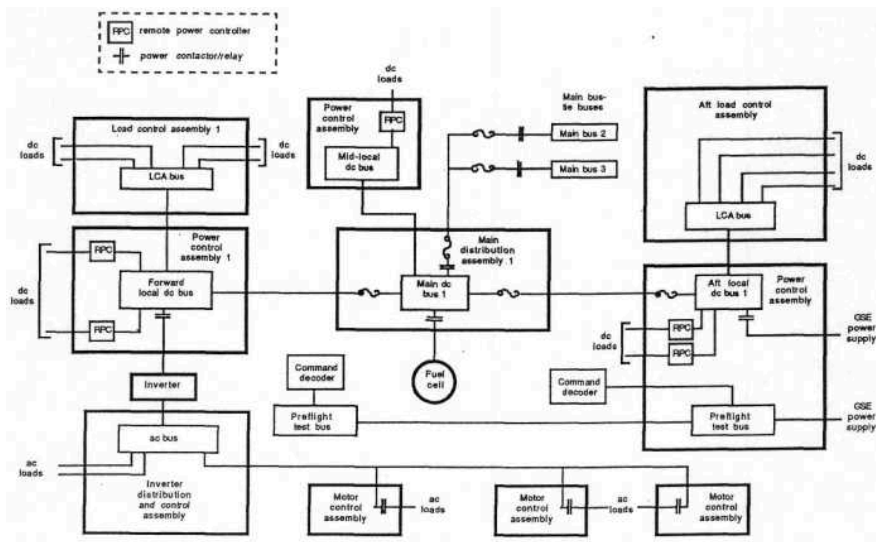 RPC remote power controller
power contactor/relay
Load control assembly 1
dc loads
dc loads
LCA bus
dc loads
Power control assembly
RPC
Mid-local dc bus
Main bus-tie buses
Main bus 2
Main bus 3
Aft load control assembly
dc loads
LCA bus
Power control assembly 1
RPC
dc loads
Forward local dc bus
RPC
Main distribution assembly 1
Main dc bus 1
Fuel cell
Aft local dc bus 1
Power control assembly
RPC
dc loads
RPC
GSE power supply
Command decoder
Preflight test bus
Command decoder
Preflight test bus
GSE power supply
Inverter
ac bus
ac loads
Inverter distribution and control assembly
Motor control assembly
ac loads
Motor control assembly
ac loads
Motor control assembly